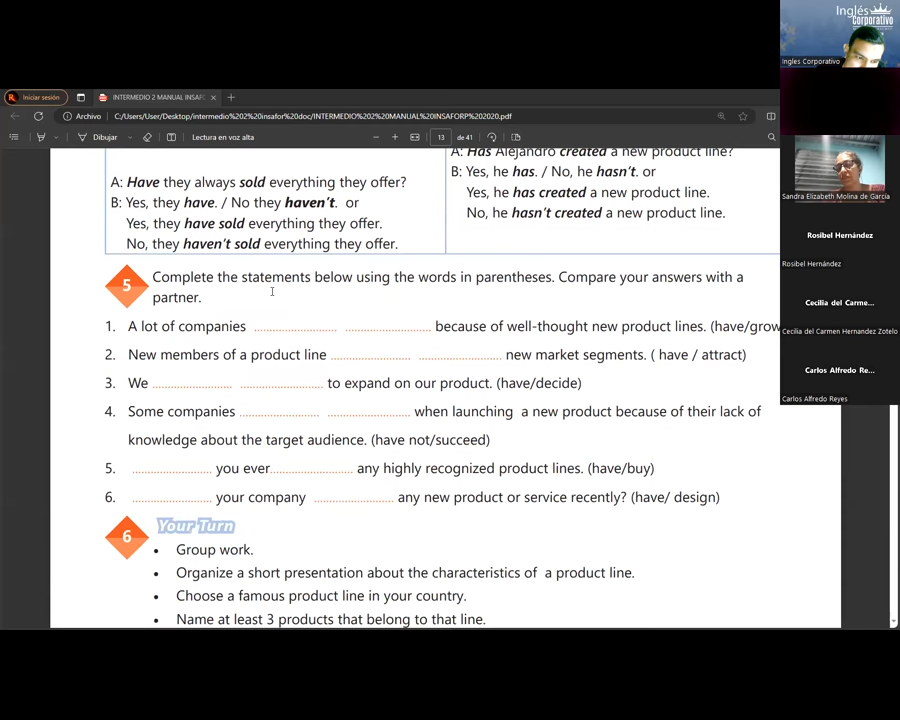 Iniciar sesión
INTERMEDIO 2 MANUAL INSAFO
Archivo
C:/Users/User/Desktop/intermedio%202%20insafor%20doc/INTERMEDIO%202%20MANUAL%20INSAFORP%202020.pdf
Dibujar
Lectura en voz alta
13
de 41
A: Have they always sold everything they offer?
B: Yes, they have. / No they haven't. or
Yes, they have sold everything they offer.
No, they haven't sold everything they offer.
A: Has Alejandro created a new product line?
B: Yes, he has. / No, he hasn't. or
Yes, he has created a new product line.
No, he hasn't created a new product line.
5
Complete the statements below using the words in parentheses. Compare your answers with a
partner.
1. A lot of companies .................... .................... because of well-thought new product lines. (have/grow
2. New members of a product line .................... .................... new market segments. ( have / attract)
3. We .................... .................... to expand on our product. (have/decide)
4. Some companies .................... .................... when launching a new product because of their lack of
knowledge about the target audience. (have not/succeed)
5. .................... you ever.................... any highly recognized product lines. (have/buy)
6. .................... your company .................... any new product or service recently? (have/ design)
6
Your Turn
• Group work.
• Organize a short presentation about the characteristics of a product line.
• Choose a famous product line in your country.
• Name at least 3 products that belong to that line.
Inglés
Corporativo
Ingles Corporativo
Sandra Elizabeth Molina de García
Rosibel Hernández
Rosibel Hernández
Cecilia del Carme...
Cecilia del Carmen Hernandez Zotelo
Carlos Alfredo Re...
Carlos Alfredo Reyes